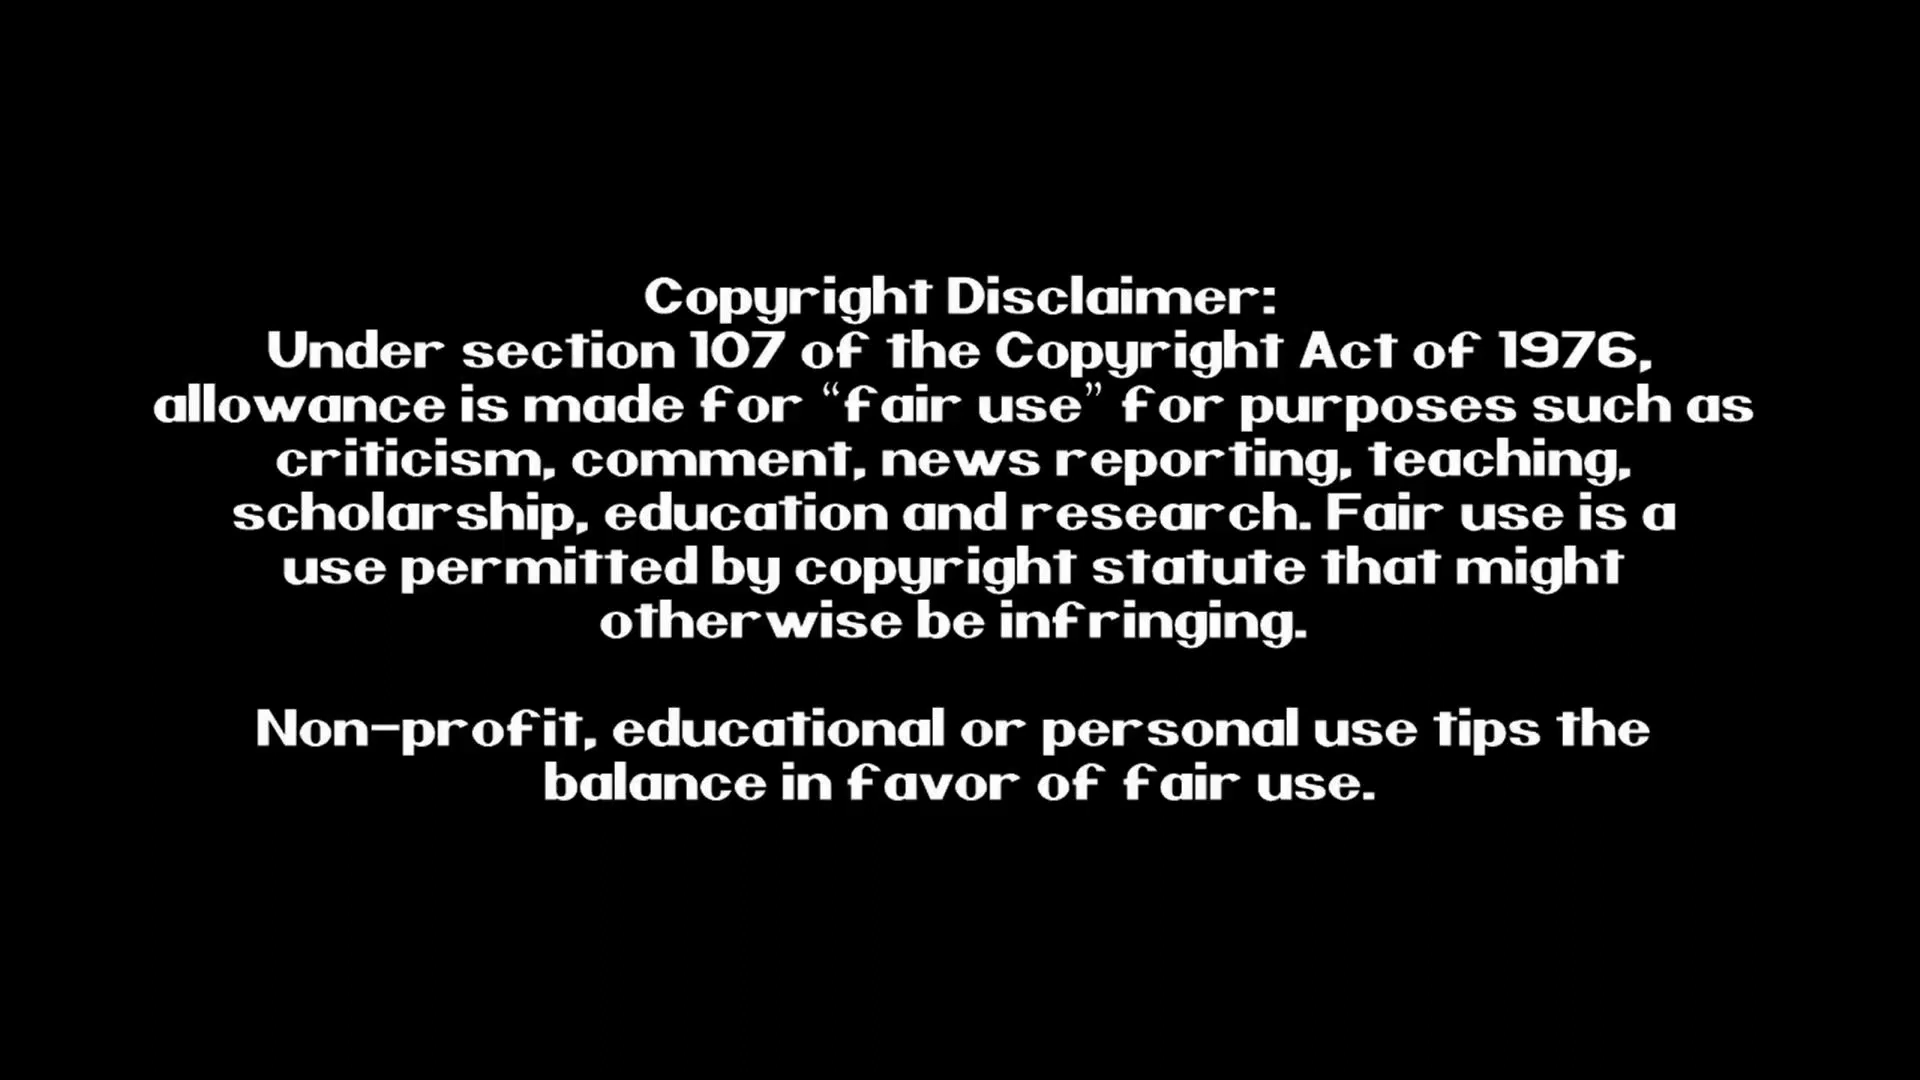 Copyright Disclaimer:
Under section 107 of the Copyright Act of 1976,
allowance is made for “fair use” for purposes such as
criticism, comment, news reporting, teaching,
scholarship, education and research. Fair use is a
use permitted by copyright statute that might
otherwise be infringing.
Non-profit, educational or personal use tips the
balance in favor of fair use.